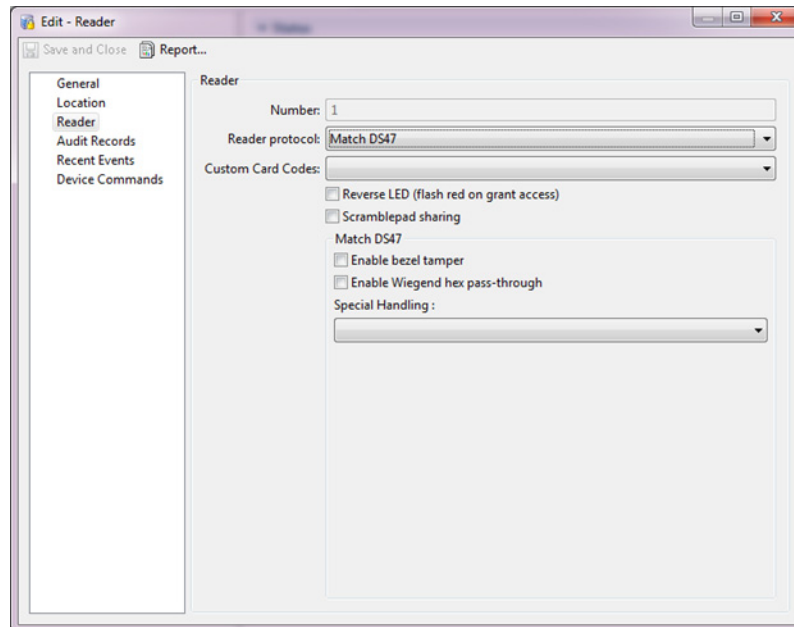 Edit - Reader
Save and Close Report...
General
Location
Reader
Audit Records
Recent Events
Device Commands
Reader
Number: 1
Reader protocol: Match DS47
Custom Card Codes:
Reverse LED (flash red on grant access)
Scramblepad sharing
Match DS47
Enable bezel tamper
Enable Wiegend hex pass-through
Special Handling :